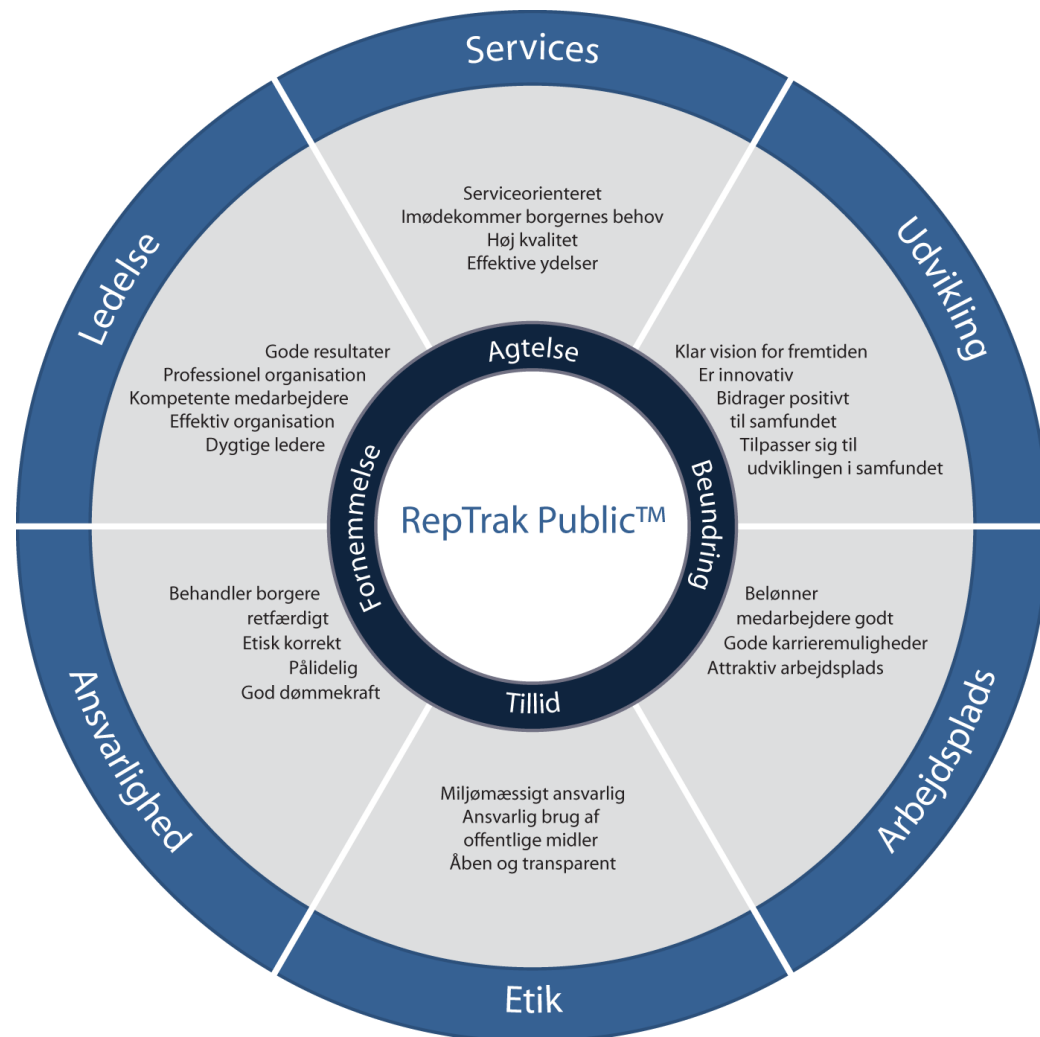 Services
Serviceorienteret
Imødekommer borgernes behov
Høj kvalitet
Effektive ydelser
Udvikling
Klar vision for fremtiden
Er innovativ
Bidrager positivt
til samfundet
Tilpasser sig til
udviklingen i samfundet
Arbejdsplads
Belønner
medarbejdere godt
Gode karrieremuligheder
Attraktiv arbejdsplads
Etik
Miljømæssigt ansvarlig
Ansvarlig brug af
offentlige midler
Åben og transparent
Ansvarlighed
Behandler borgere
retfærdigt
Etisk korrekt
Pålidelig
God dømmekraft
Ledelse
Gode resultater
Professionel organisation
Kompetente medarbejdere
Effektiv organisation
Dygtige ledere
Agtelse
Beundring
Tillid
Fornemmelse
RepTrak Public™